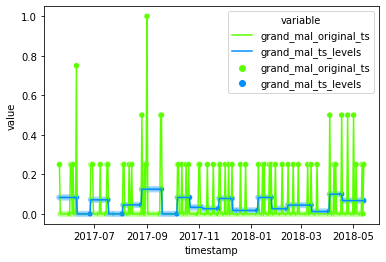 variable
grand_mal_original_ts
grand_mal_ts_levels
grand_mal_original_ts
grand_mal_ts_levels
value
1.0
0.8
0.6
0.4
0.2
0.0
2017-07
2017-09
2017-11
2018-01
2018-03
2018-05
timestamp